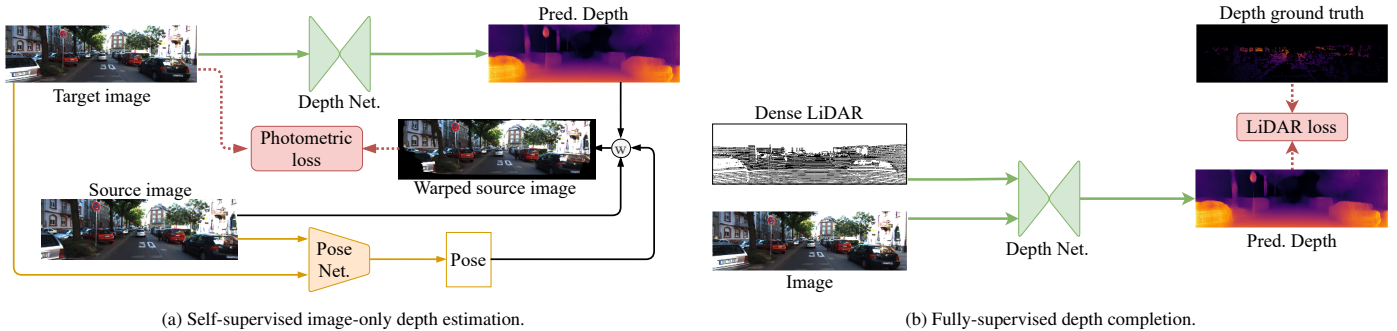 Pred. Depth
Target image
Depth Net.
Photometric
loss
W
Warped source image
Source image
Pose
Net.
Pose
(a) Self-supervised image-only depth estimation.
Depth ground truth
Dense LiDAR
LiDAR loss
Depth Net.
Pred. Depth
Image
(b) Fully-supervised depth completion.